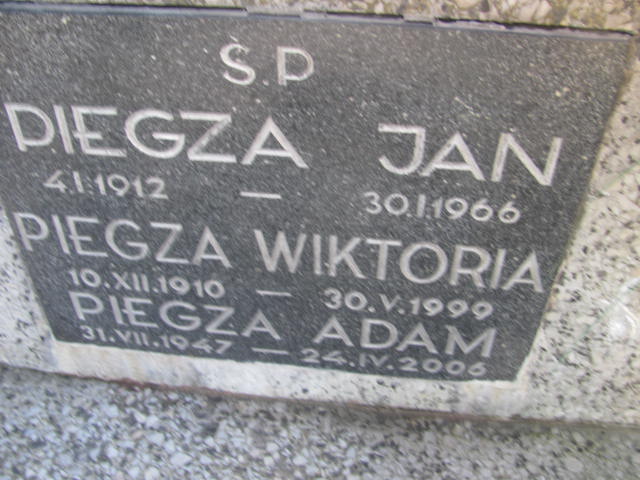 Ś.P
PIEGZA JAN
4.I.1912 — 30.I.1966
PIEGZA WIKTORIA
10.XII.1910 — 30.V.1999
PIEGZA ADAM
31.VII.1947 — 24.IV.2006